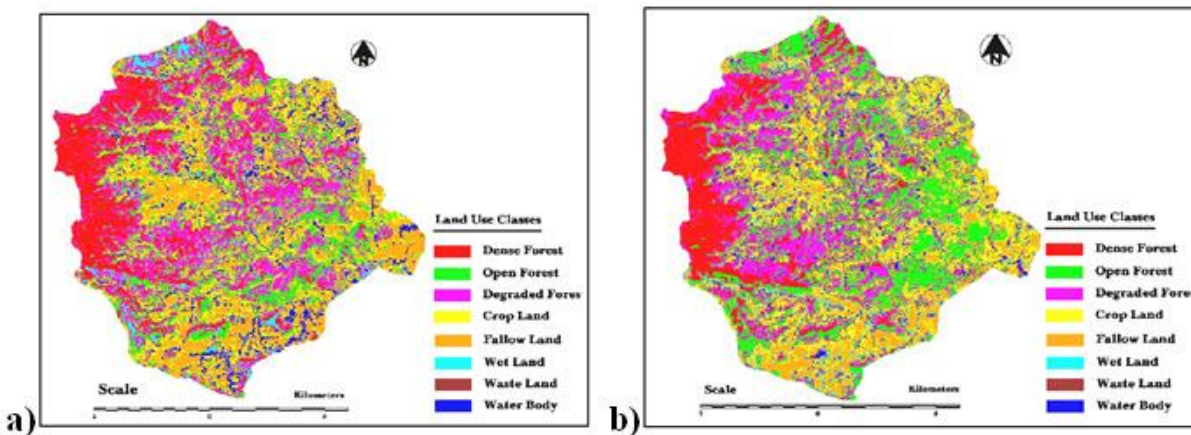 N
Land Use Classes
Dense Forest
Open Forest
Degraded Fores
Crop Land
Fallow Land
Wet Land
Waste Land
Water Body
Scale
Kilometers
a)
N
Land Use Classes
Dense Forest
Open Forest
Degraded Forest
Crop Land
Fallow Land
Wet Land
Waste Land
Water Body
Scale
Kilometers
b)